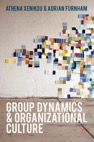 ATHENA XENIKOU & ADRIAN FURNHAM
GROUP DYNAMICS
& ORGANIZATIONAL
CULTURE